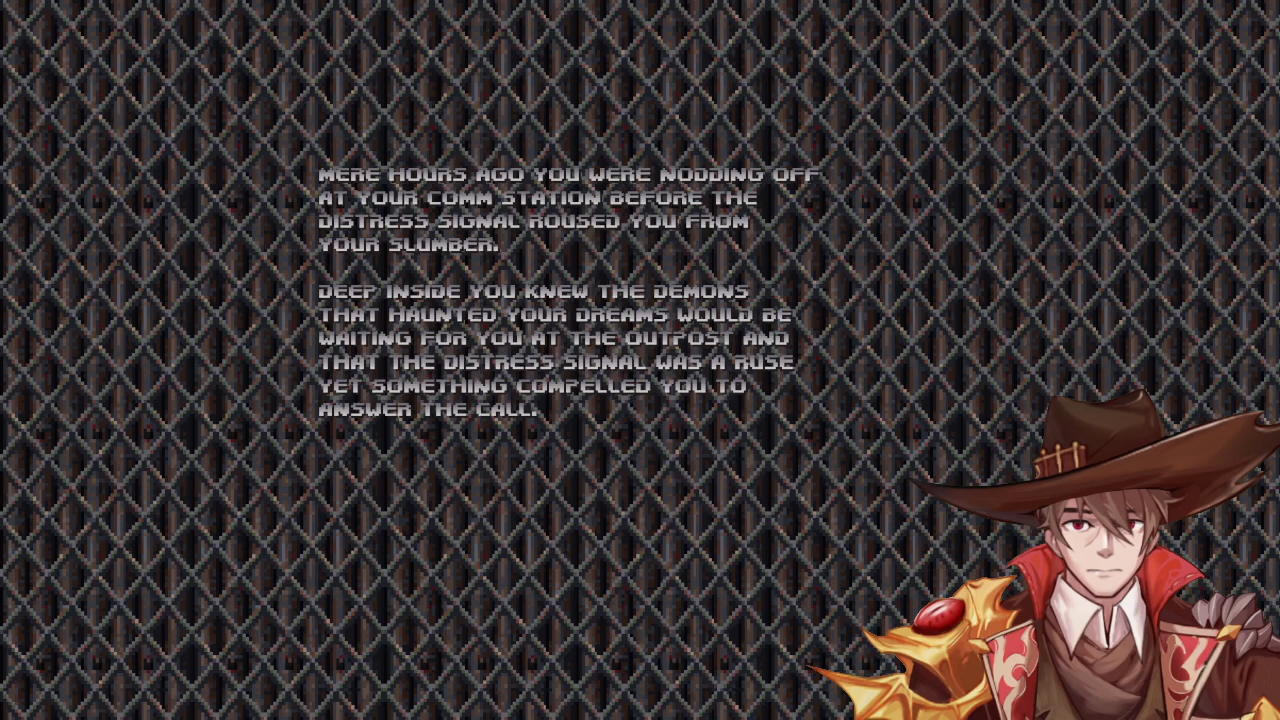 MERE HOURS AGO YOU WERE NODDING OFF
AT YOUR COMM STATION BEFORE THE
DISTRESS SIGNAL ROUSED YOU FROM
YOUR SLUMBER.
DEEP INSIDE YOU KNEW THE DEMONS
THAT HAUNTED YOUR DREAMS WOULD BE
WAITING FOR YOU AT THE OUTPOST AND
THAT THE DISTRESS SIGNAL WAS A RUSE
YET SOMETHING COMPELLED YOU TO
ANSWER THE CALL.